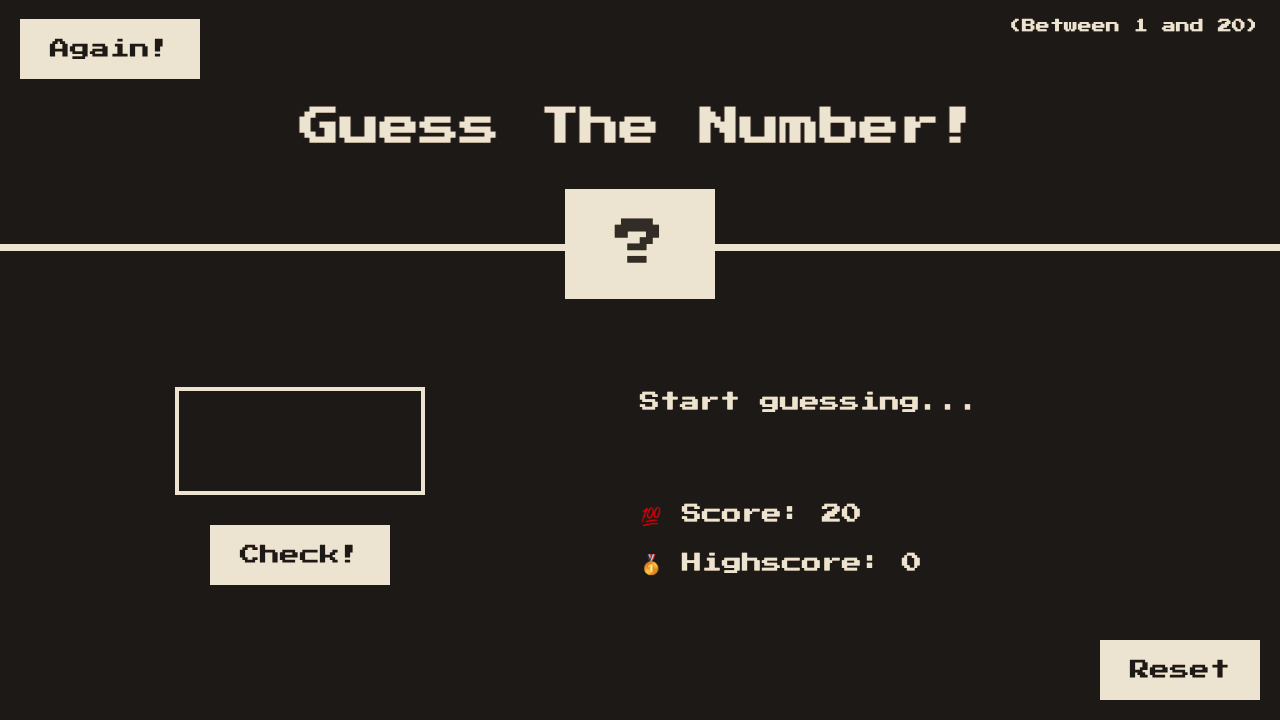 Again!
(Between 1 and 20)
Guess The Number!
?
Start guessing...
Check!
💯 Score: 20
🥇 Highscore: 0
Reset